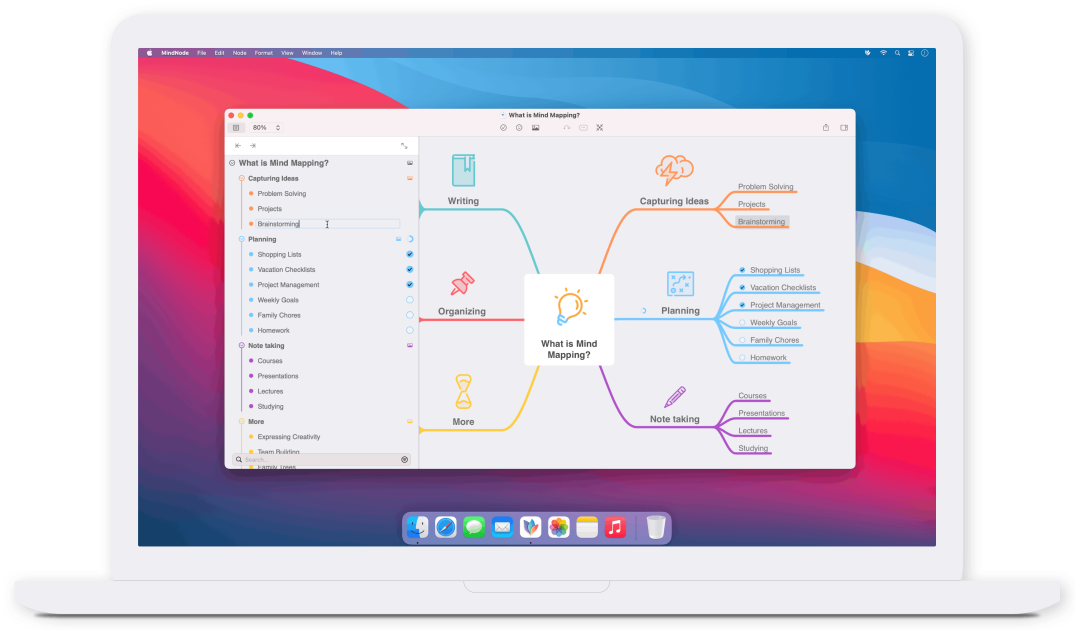 MindNode File Edit Node Format View Window Help
What is Mind Mapping?
80%
What is Mind Mapping?
Capturing Ideas
Problem Solving
Projects
Brainstorming
Planning
Shopping Lists
Vacation Checklists
Project Management
Weekly Goals
Family Chores
Homework
Note taking
Courses
Presentations
Lectures
Studying
More
Expressing Creativity
Team Building
Search...
Family Trees
Writing
Organizing
More
What is Mind
Mapping?
Capturing Ideas
Problem Solving
Projects
Brainstorming
Planning
Shopping Lists
Vacation Checklists
Project Management
Weekly Goals
Family Chores
Homework
Note taking
Courses
Presentations
Lectures
Studying